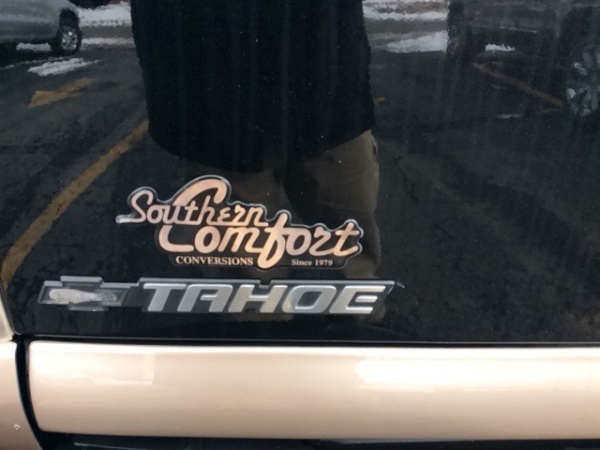 Southern
Comfort
CONVERSIONS Since 1979
TAHOE